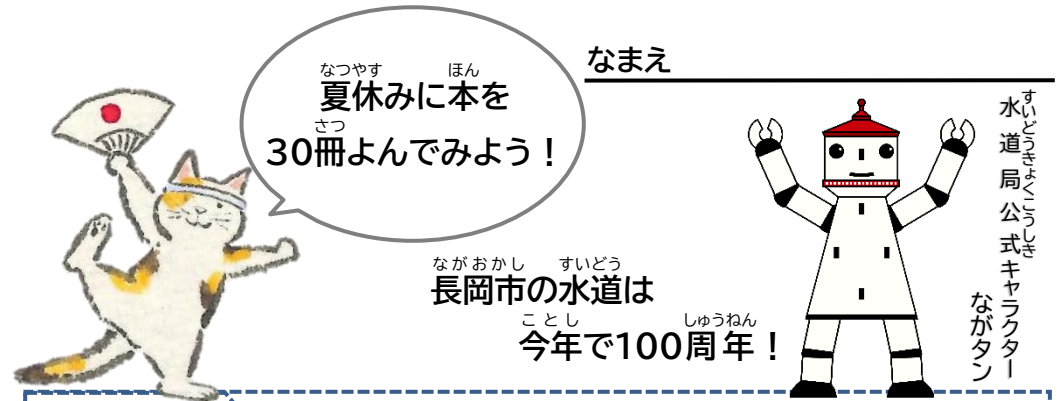 なまえ
夏休みに本を
30冊よんでみよう！
長岡市の水道は
今年で100周年！
水道局公式キャラクター
ながタン